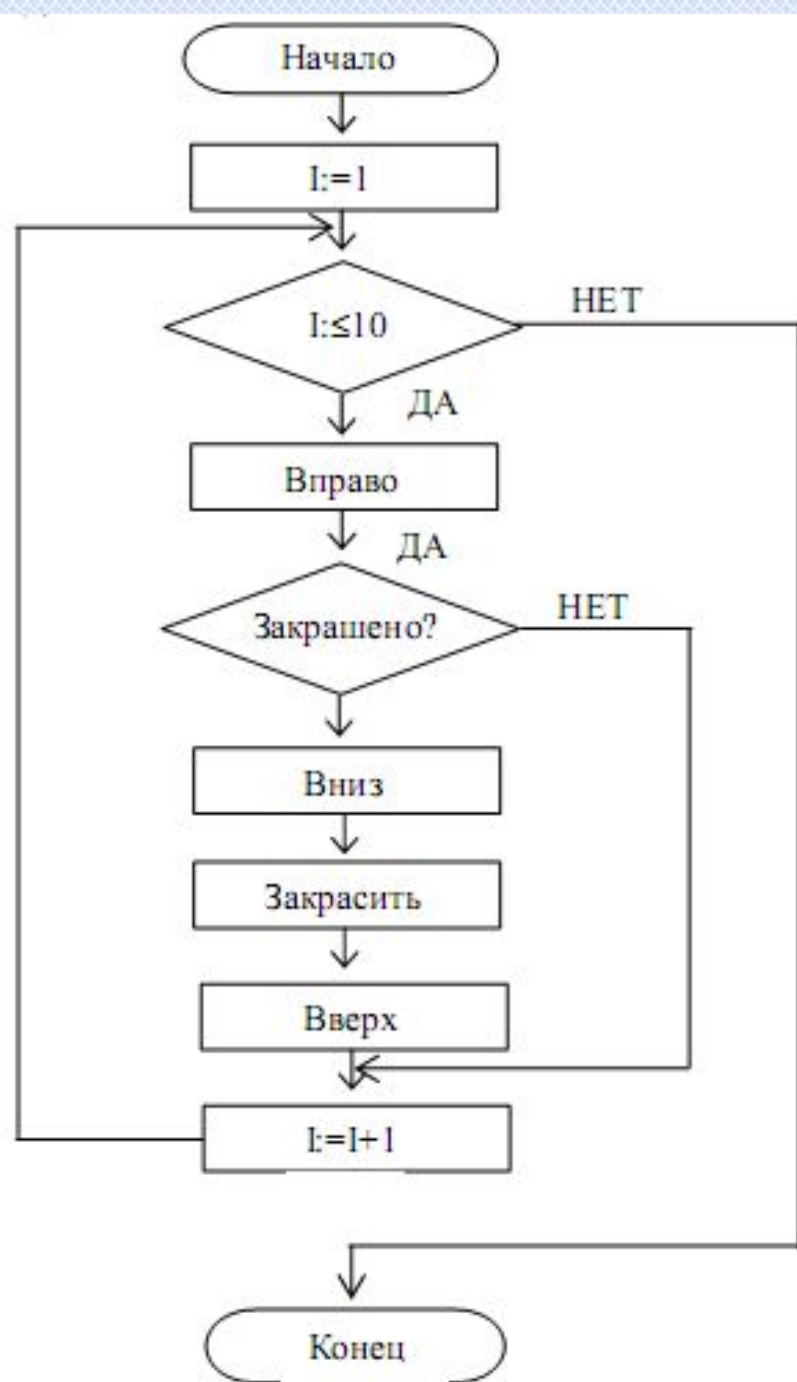 Начало
I:=1
I:≤10
НЕТ
ДА
Вправо
ДА
Закрашено?
НЕТ
Вниз
Закрасить
Вверх
I:=I+1
Конец